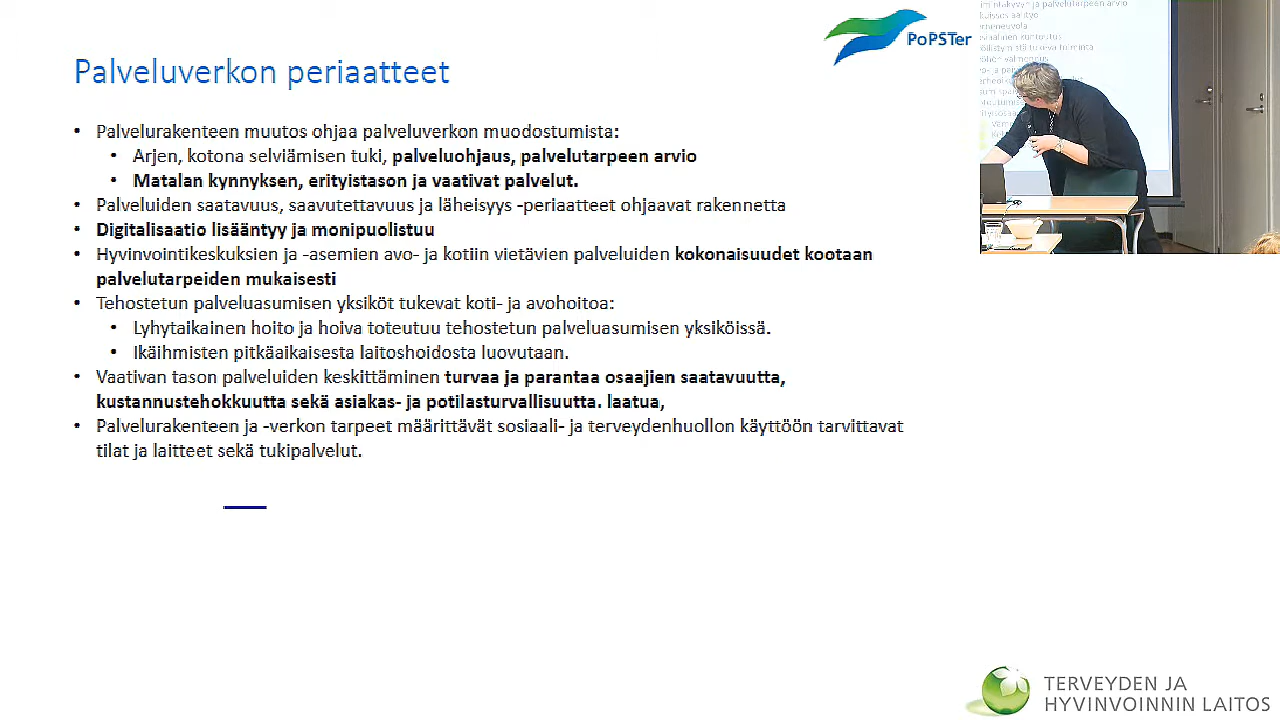 PoPSTer
Palveluverkon periaatteet
• Palvelurakenteen muutos ohjaa palveluverkon muodostumista:
• Arjen, kotona selviämisen tuki, palveluohjaus, palvelutarpeen arvio
• Matalan kynnyksen, erityistason ja vaativat palvelut.
• Palveluiden saatavuus, saavutettavuus ja läheisyys -periaatteet ohjaavat rakennetta
• Digitalisaatio lisääntyy ja monipuolistuu
• Hyvinvointikeskuksien ja -asemien avo- ja kotiin vietävien palveluiden kokonaisuudet kootaan
palvelutarpeiden mukaisesti
• Tehostetun palveluasumisen yksiköt tukevat koti- ja avohoitoa:
• Lyhytaikainen hoito ja hoiva toteutuu tehostetun palveluasumisen yksiköissä.
• Ikäihmisten pitkäaikaisesta laitoshoidosta luovutaan.
• Vaativan tason palveluiden keskittäminen turvaa ja parantaa osaajien saatavuutta,
kustannustehokkuutta sekä asiakas- ja potilasturvallisuutta. laatua,
• Palvelurakenteen ja -verkon tarpeet määrittävät sosiaali- ja terveydenhuollon käyttöön tarvittavat
tilat ja laitteet sekä tukipalvelut.
ja palvelutarpeen arvio
TERVEYDEN JA
HYVINVOINNIN LAITOS